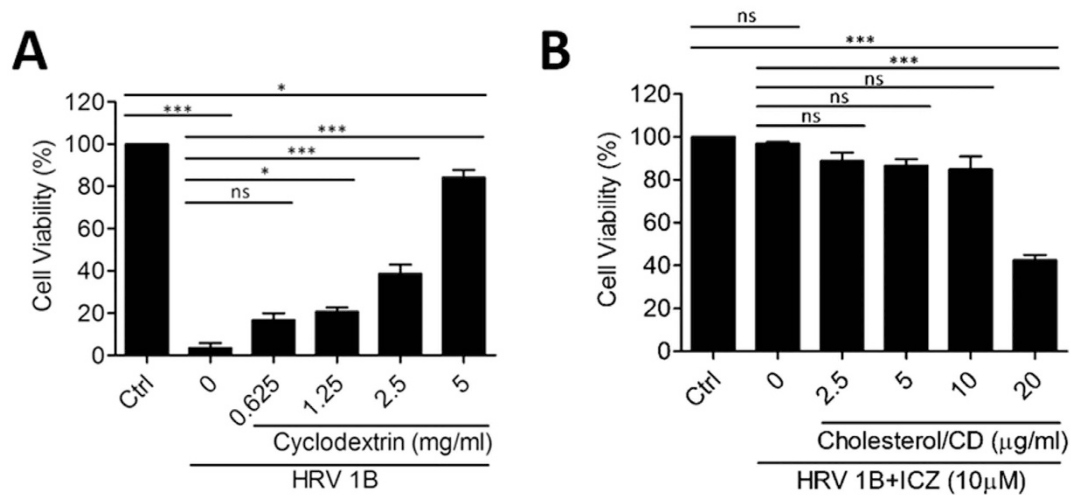 A
Cell Viability (%)
120
100
80
60
40
20
0
*
***
***
***
*
ns
Ctrl
0
0.625
1.25
2.5
5
Cyclodextrin (mg/ml)
HRV 1B
B
Cell Viability (%)
120
100
80
60
40
20
0
ns
***
***
ns
ns
ns
Ctrl
0
2.5
5
10
20
Cholesterol/CD (μg/ml)
HRV 1B+ICZ (10μM)